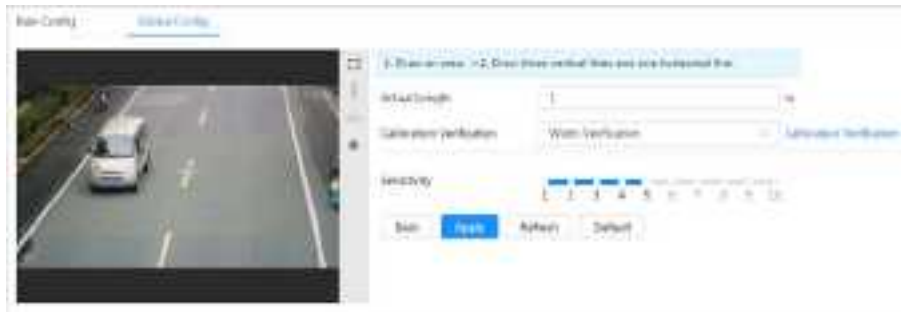 Rule Config
Global Config
1. Draw an area. ->2. Draw three vertical lines and one horizontal line.
Actual Length
1
m
Calibration Verification
Width Verification
Calibration Verification
Sensitivity
1 2 3 4 5 6 7 8 9 10
Back
Apply
Refresh
Default